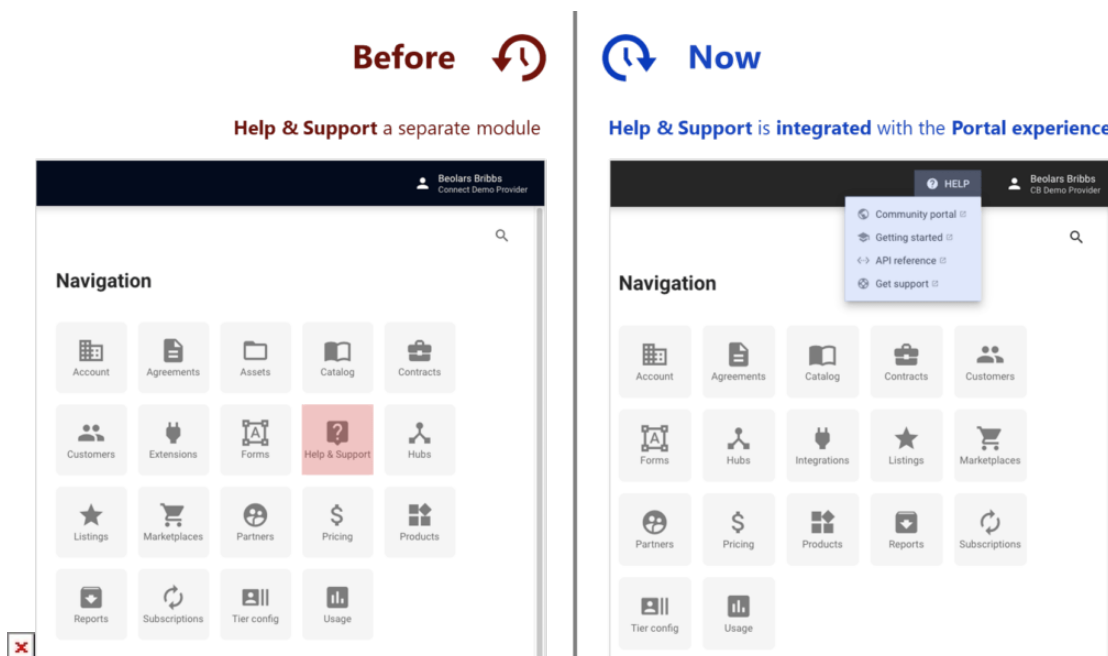 Before
Help & Support a separate module
Beolars Bribbs
Connect Demo Provider
Navigation
Account Agreements Assets Catalog Contracts
Customers Extensions Forms Help & Support Hubs
Listings Marketplaces Partners Pricing Products
Reports Subscriptions Tier config Usage
Now
Help & Support is integrated with the Portal experience
HELP
Beolars Bribbs
CB Demo Provider
Community portal
Getting started
API reference
Get support
Navigation
Account Agreements Catalog Contracts Customers
Forms Hubs Integrations Listings Marketplaces
Partners Pricing Products Reports Subscriptions
Tier config Usage